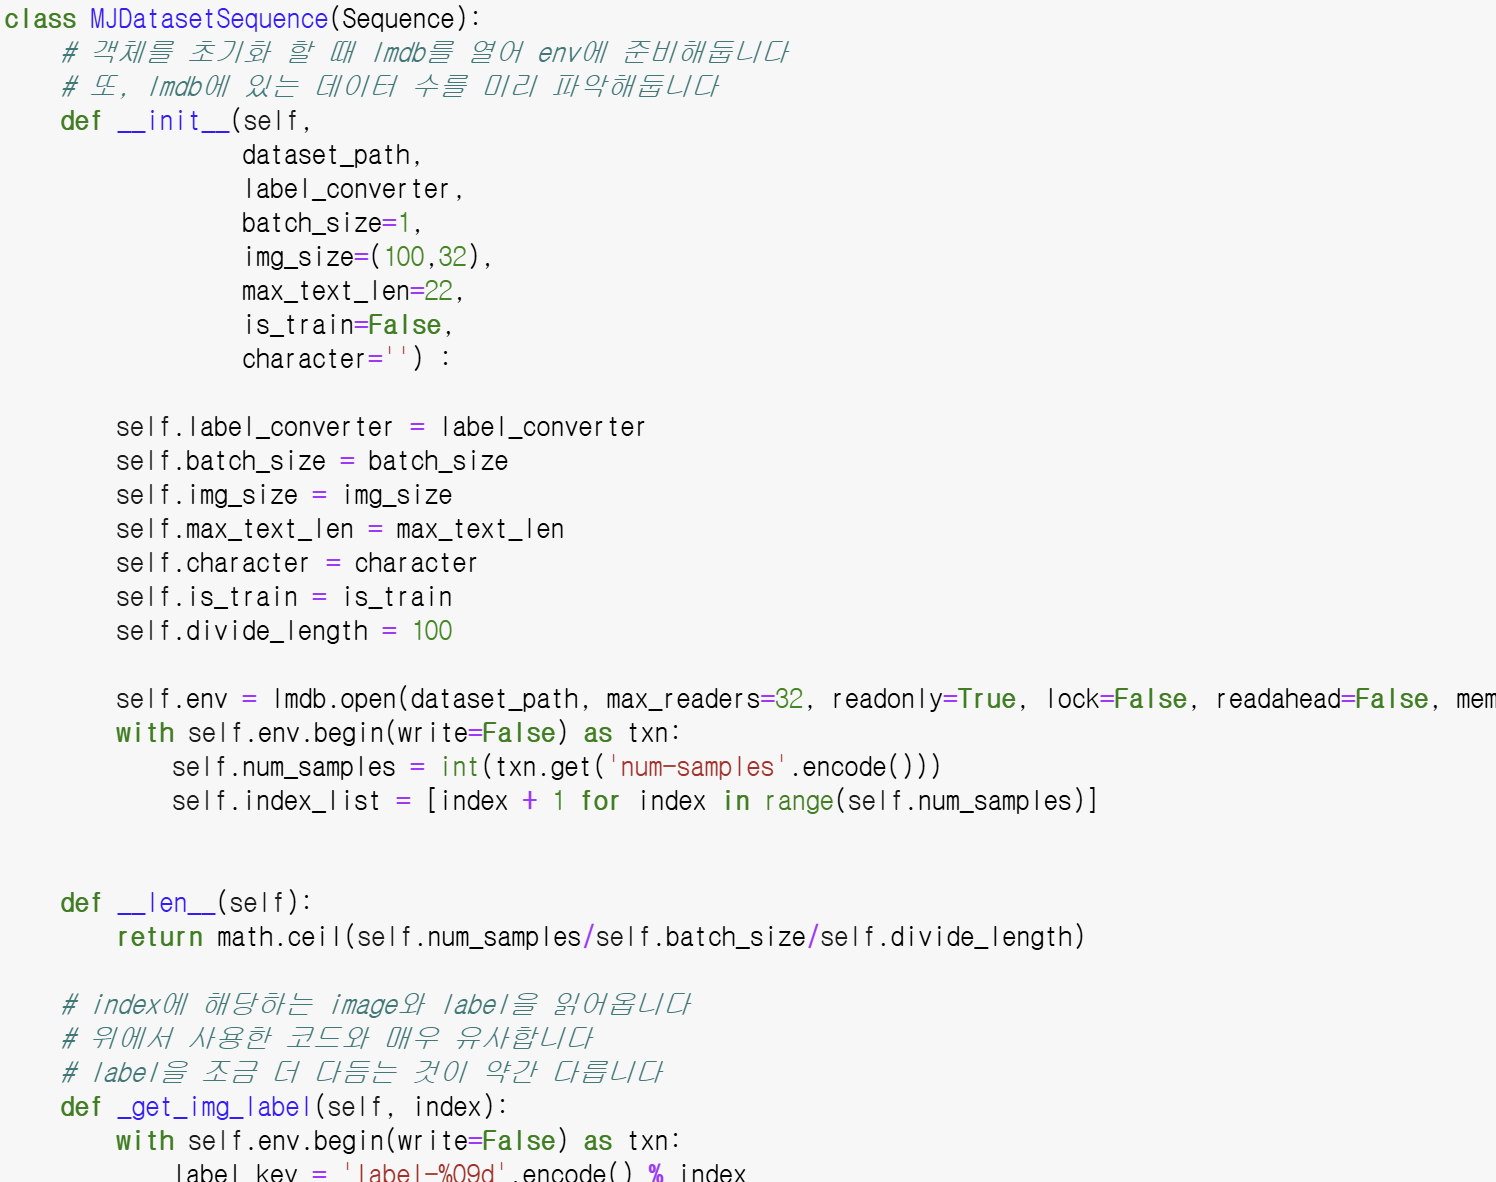 class MJDatasetSequence(Sequence):
    # 객체를 초기화 할 때 lmdb를 열어 env에 준비해둡니다
    # 또, lmdb에 있는 데이터 수를 미리 파악해둡니다
    def __init__(self,
                 dataset_path,
                 label_converter,
                 batch_size=1,
                 img_size=(100,32),
                 max_text_len=22,
                 is_train=False,
                 character='') :
        self.label_converter = label_converter
        self.batch_size = batch_size
        self.img_size = img_size
        self.max_text_len = max_text_len
        self.character = character
        self.is_train = is_train
        self.divide_length = 100
        self.env = lmdb.open(dataset_path, max_readers=32, readonly=True, lock=False, readahead=False, mem
        with self.env.begin(write=False) as txn:
            self.num_samples = int(txn.get('num-samples'.encode()))
            self.index_list = [index + 1 for index in range(self.num_samples)]
    def __len__(self):
        return math.ceil(self.num_samples/self.batch_size/self.divide_length)
    # index에 해당하는 image와 label을 읽어옵니다
    # 위에서 사용한 코드와 매우 유사합니다
    # label을 조금 더 다듬는 것이 약간 다릅니다
    def _get_img_label(self, index):
        with self.env.begin(write=False) as txn:
            label_key = 'label-%09d'.encode() % index